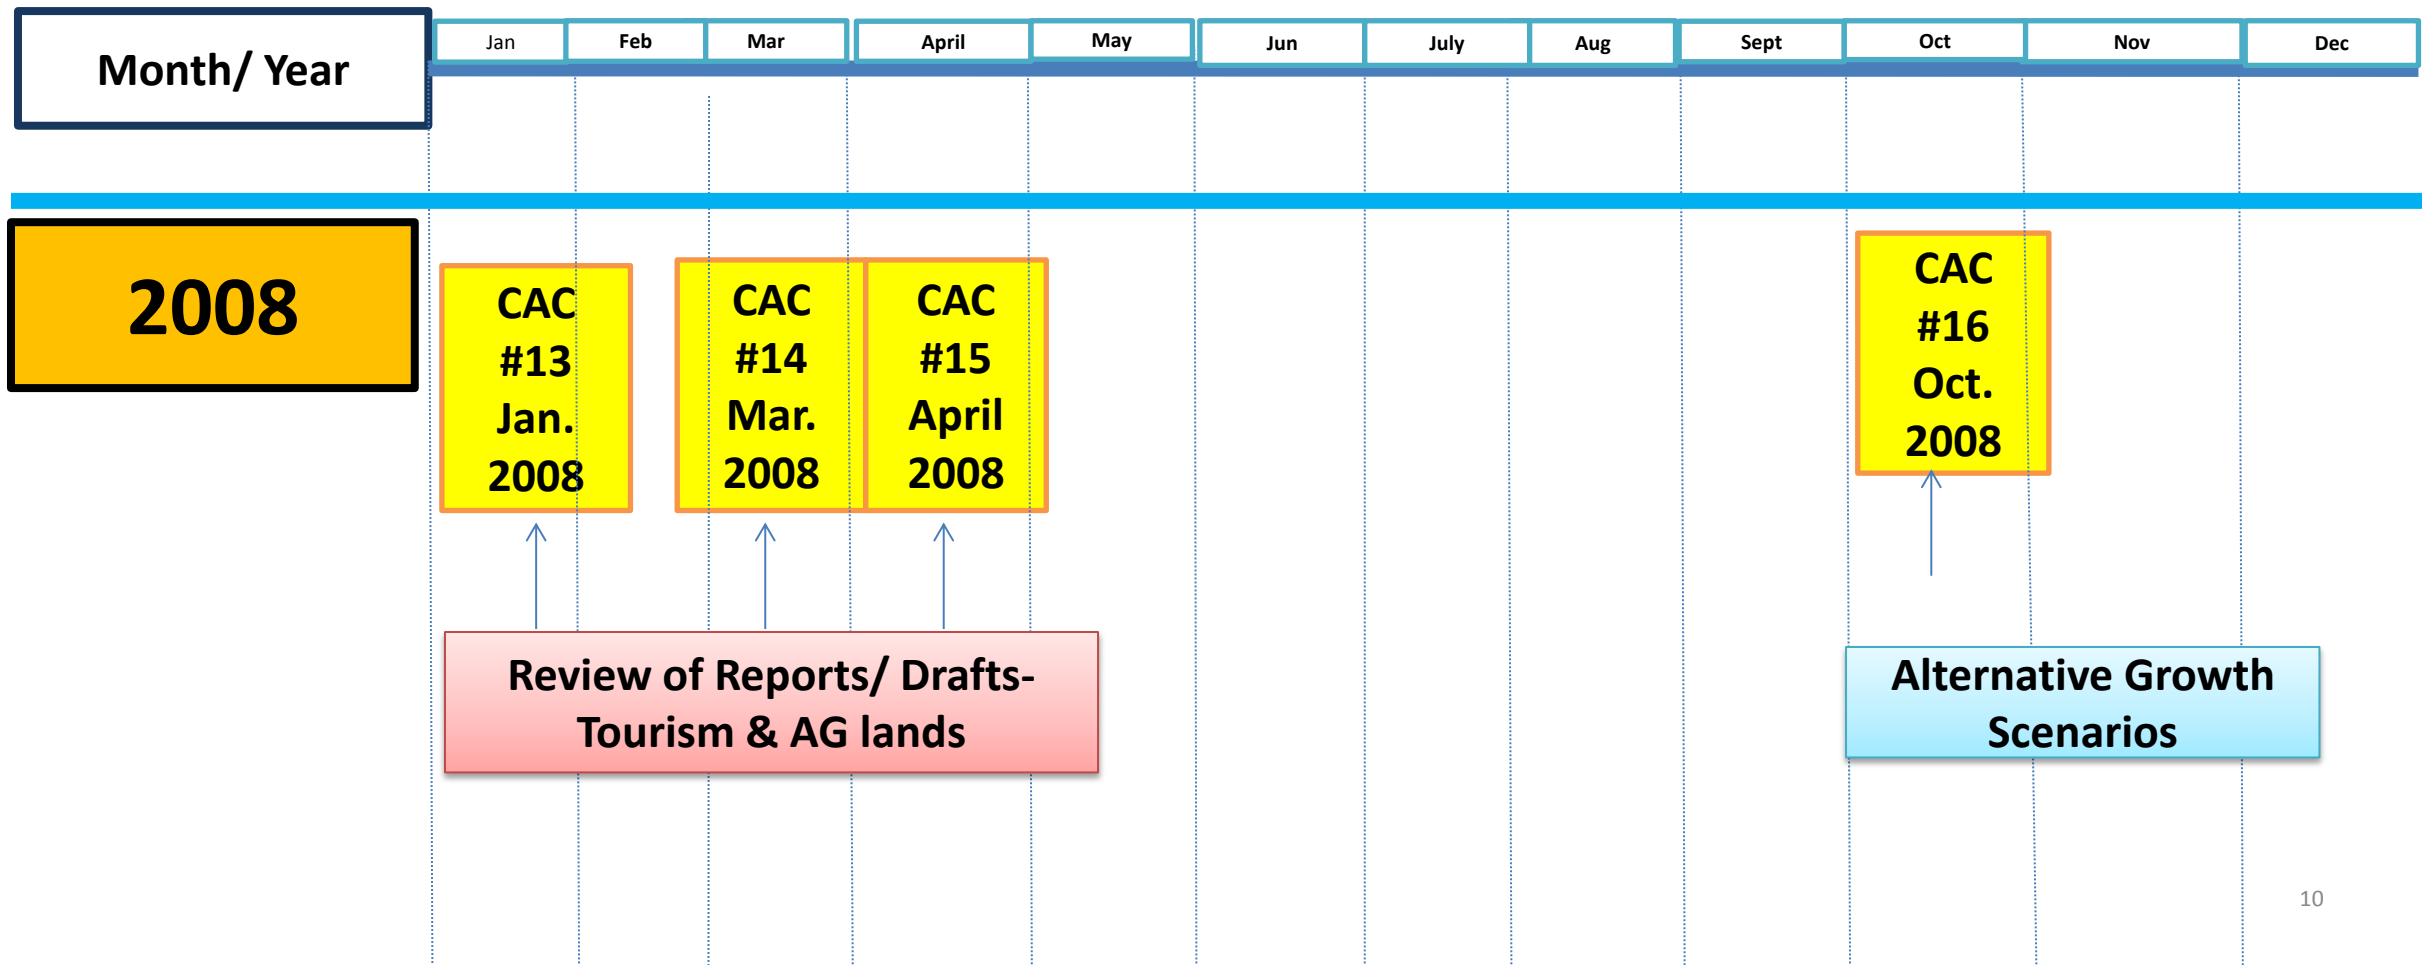 Month/ Year
Jan
Feb
Mar
April
May
Jun
July
Aug
Sept
Oct
Nov
Dec
2008
CAC
#13
Jan.
2008
CAC
#14
Mar.
2008
CAC
#15
April
2008
CAC
#16
Oct.
2008
Review of Reports/ Drafts-
Tourism & AG lands
Alternative Growth
Scenarios
10